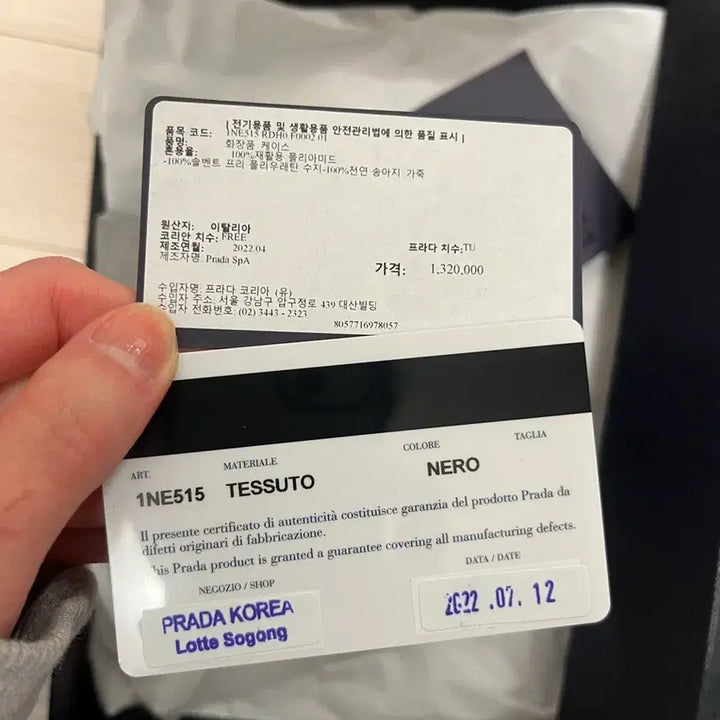 [ 전기용품 및 생활용품 안전관리법에 의한 품질 표시 ]
품목 코드: 1NE515 RDH0 F0002 01
품명: 화장품 케이스
혼용율: 100%재활용 폴리아미드
-100%솔벤트 프리 폴리우레탄 수지-100%천연 송아지 가죽
원산지: 이탈리아
코리안 치수: FREE
제조연월: 2022.04 프라다 치수:TU
제조자명: Prada SpA 가격: 1,320,000
수입자명: 프라다 코리아 (유)
수입자 주소: 서울 강남구 압구정로 439 대산빌딩
수입자 전화번호: (02) 3443 - 2323
8057716978057
ART. MATERIALE COLORE TAGLIA
1NE515 TESSUTO NERO
Il presente certificato di autenticità costituisce garanzia del prodotto Prada da
difetti originari di fabbricazione.
This Prada product is granted a guarantee covering all manufacturing defects.
NEGOZIO / SHOP DATA / DATE
PRADA KOREA
Lotte Sogong
2022 .07. 12